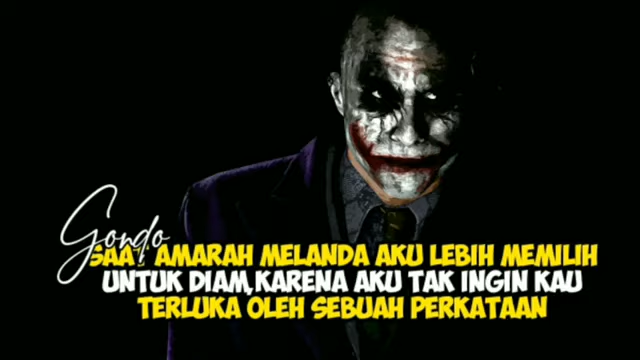 Gondo
SAAT AMARAH MELANDA AKU LEBIH MEMILIH
UNTUK DIAM, KARENA AKU TAK INGIN KAU
TERLUKA OLEH SEBUAH PERKATAAN